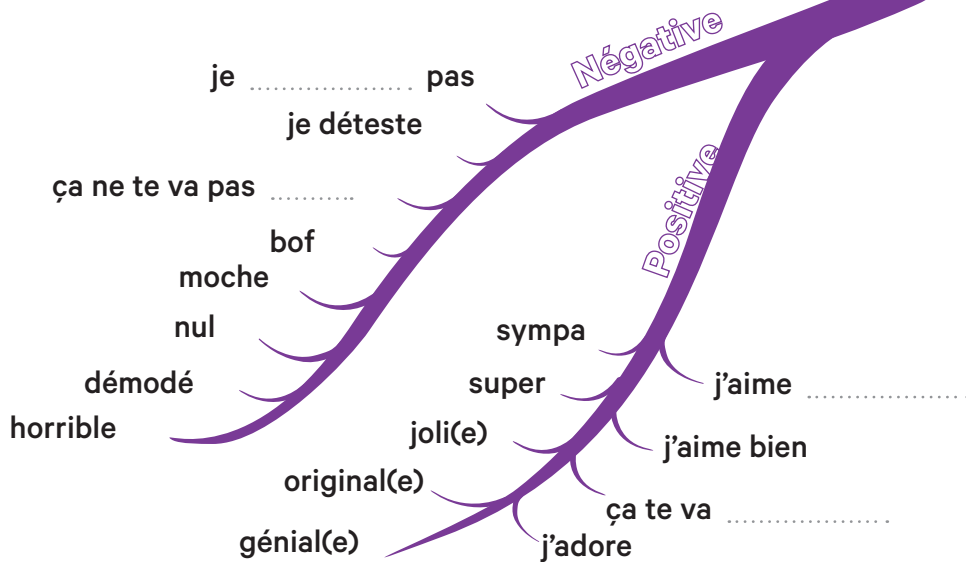 Négative
je ..................... pas
je déteste
ça ne te va pas ...........
bof
moche
nul
démodé
horrible
Positive
sympa
super
joli(e)
original(e)
génial(e)
j'aime .....................
j'aime bien
ça te va .....................
j'adore